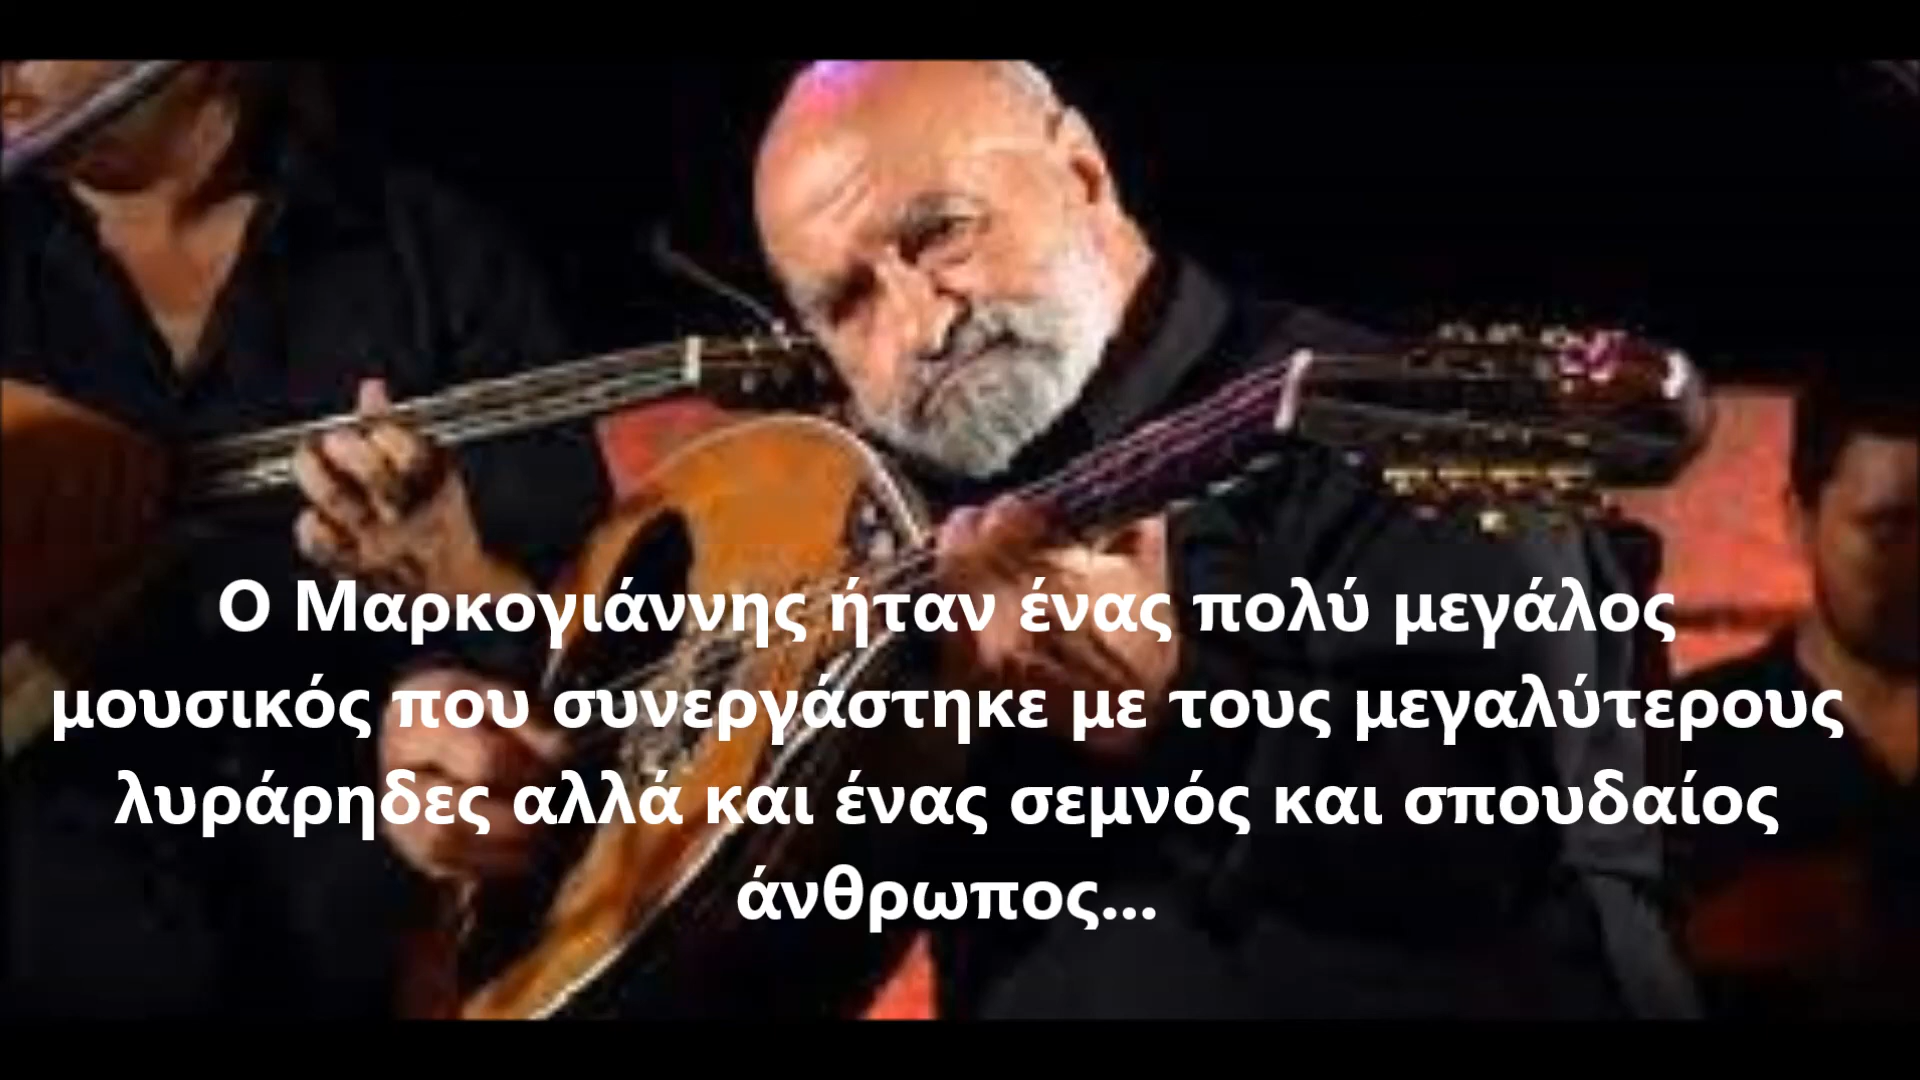 Ο Μαρκογιάννης ήταν ένας πολύ μεγάλος
μουσικός που συνεργάστηκε με τους μεγαλύτερους
λυράρηδες αλλά και ένας σεμνός και σπουδαίος
άνθρωπος...